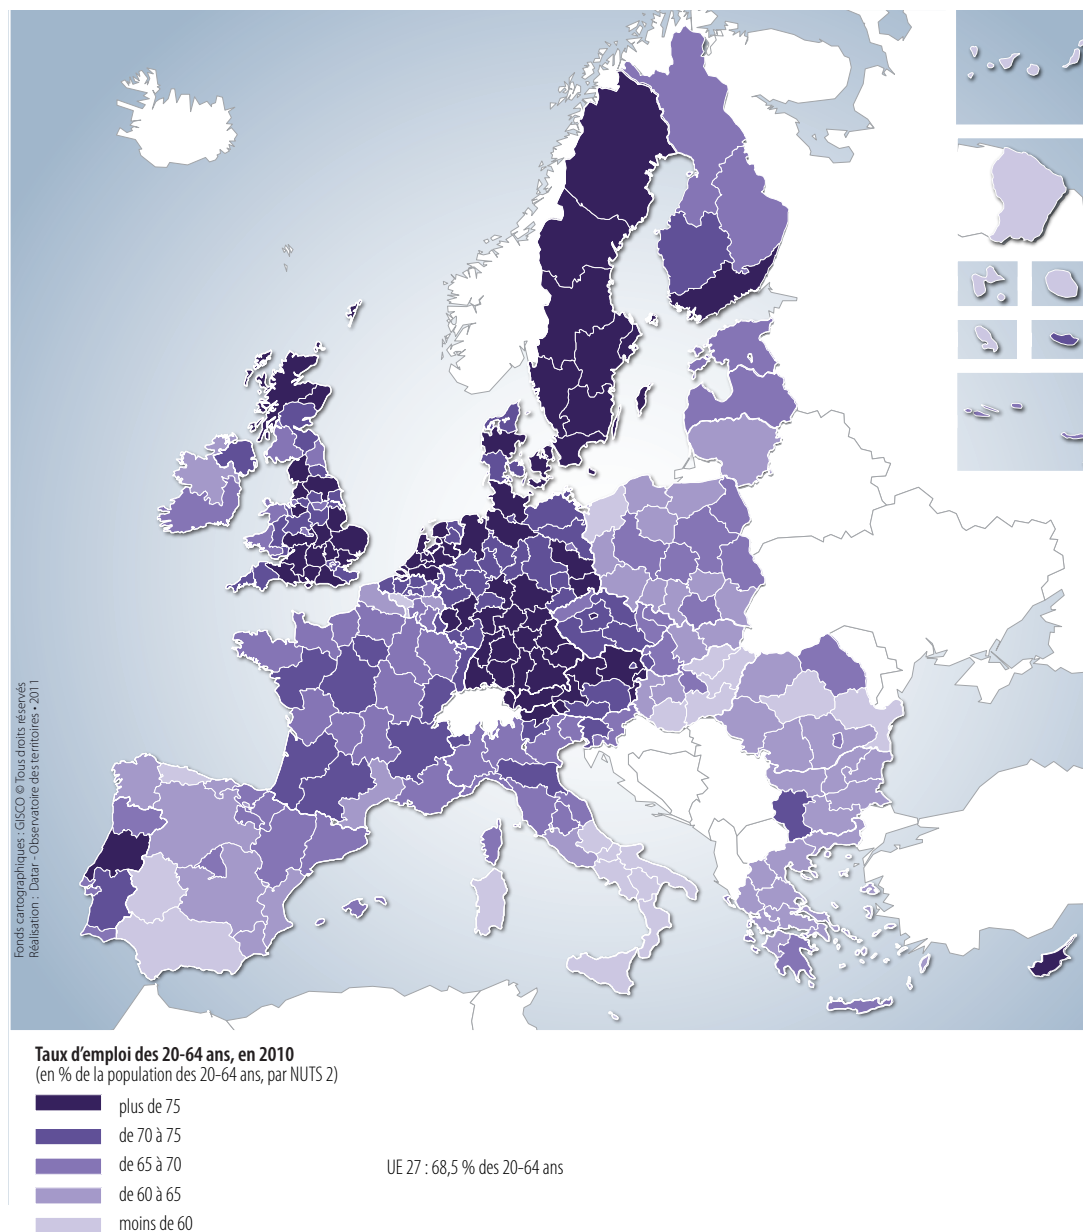 Fonds cartographiques : GISCO © Tous droits réservés
Réalisation : Datar - Observatoire des territoires • 2011
Taux d'emploi des 20-64 ans, en 2010
(en % de la population des 20-64 ans, par NUTS 2)
plus de 75
de 70 à 75
de 65 à 70
de 60 à 65
moins de 60
UE 27 : 68,5 % des 20-64 ans